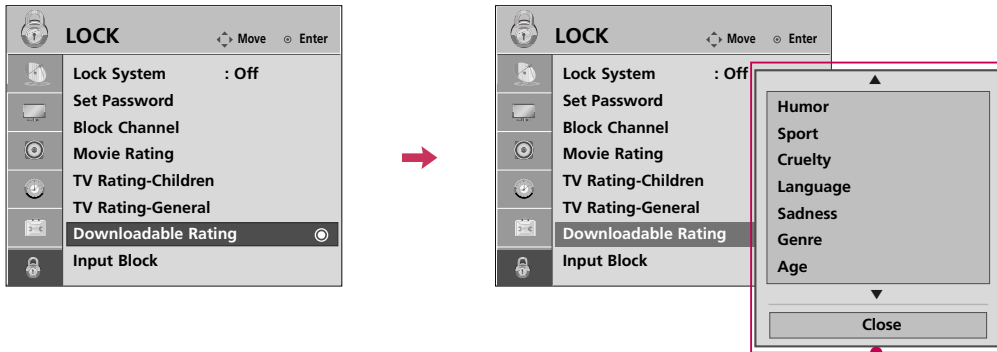 LOCK
Move Enter
Lock System : Off
Set Password
Block Channel
Movie Rating
TV Rating-Children
TV Rating-General
Downloadable Rating
Input Block
LOCK
Move Enter
Lock System : Off
Set Password
Block Channel
Movie Rating
TV Rating-Children
TV Rating-General
Downloadable Rating
Input Block
Humor
Sport
Cruelty
Language
Sadness
Genre
Age
Close